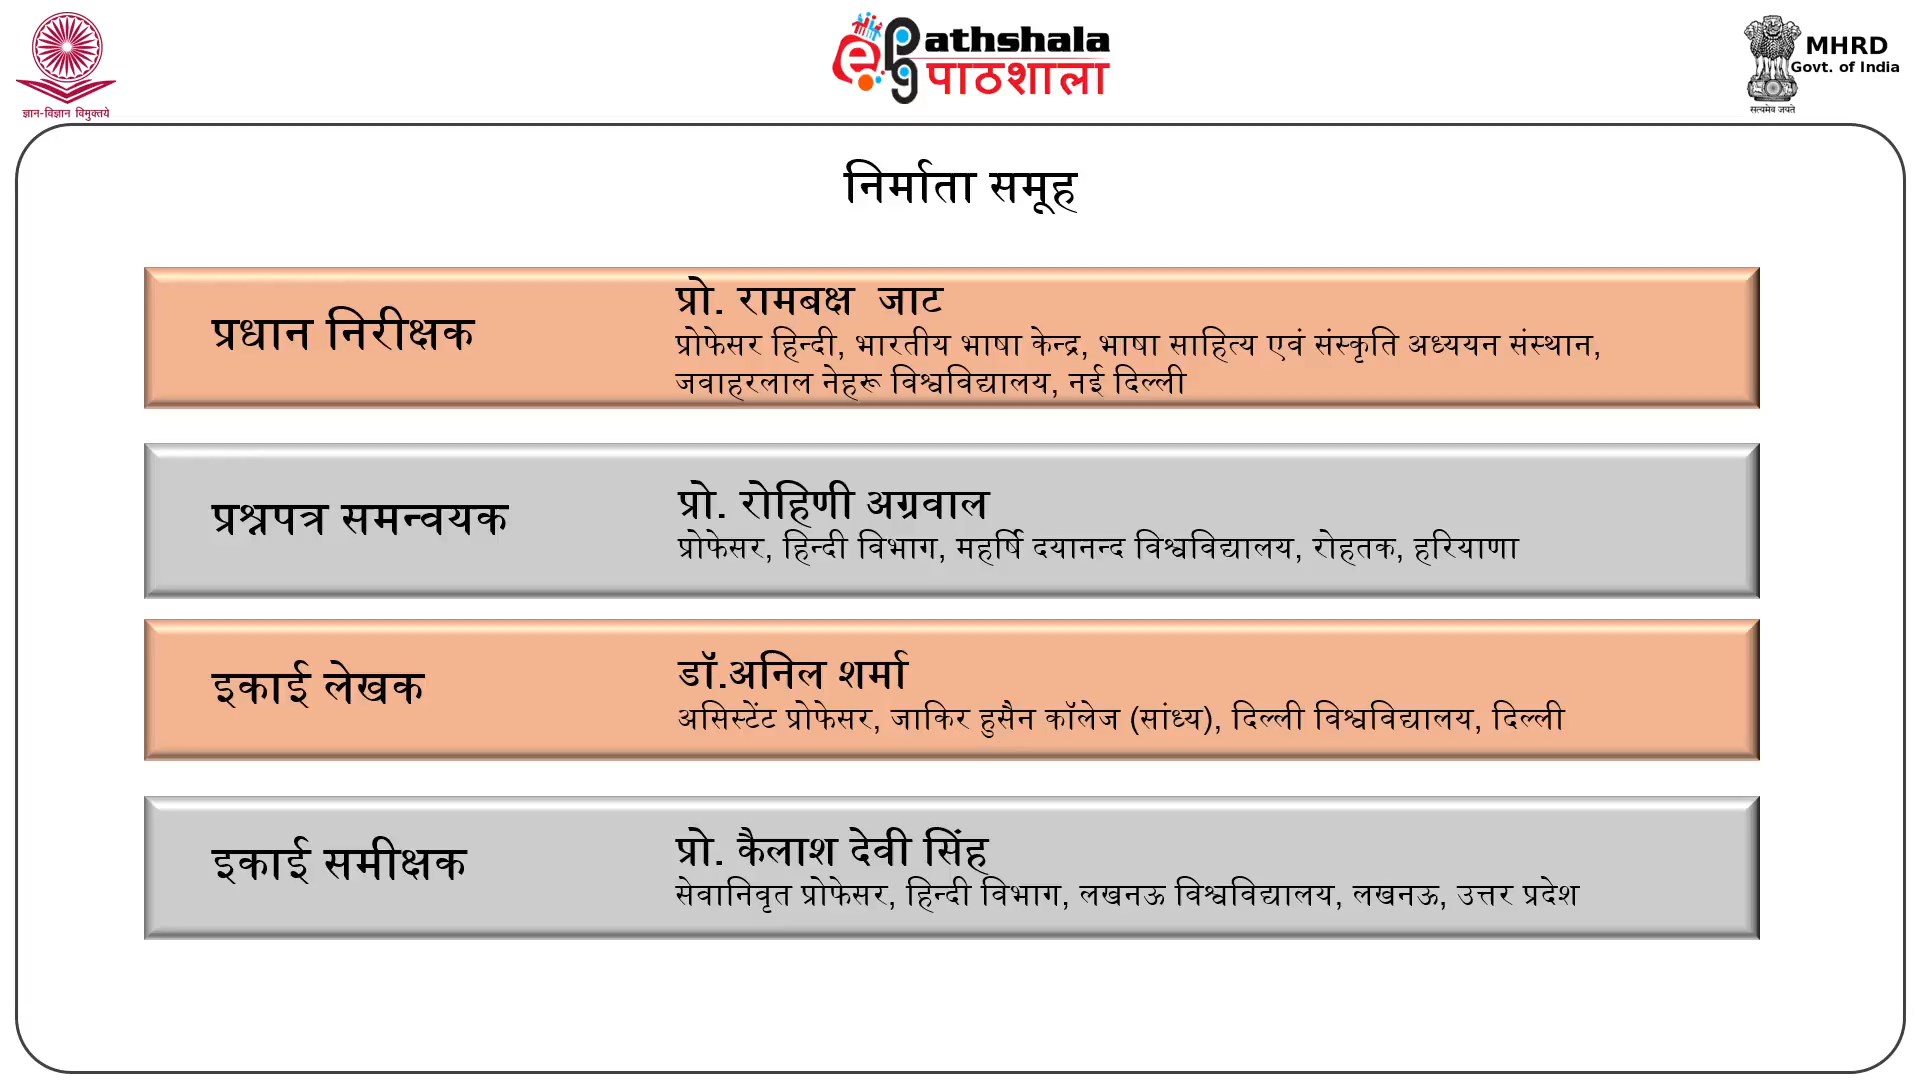 ज्ञान-विज्ञान विमुक्तये
ePathshala
पाठशाला
MHRD
Govt. of India
सत्यमेव जयते
निर्माता समूह
प्रधान निरीक्षक
प्रो. रामबक्ष जाट
प्रोफेसर हिन्दी, भारतीय भाषा केन्द्र, भाषा साहित्य एवं संस्कृति अध्ययन संस्थान,
जवाहरलाल नेहरू विश्वविद्यालय, नई दिल्ली
प्रश्नपत्र समन्वयक
प्रो. रोहिणी अग्रवाल
प्रोफेसर, हिन्दी विभाग, महर्षि दयानन्द विश्वविद्यालय, रोहतक, हरियाणा
इकाई लेखक
डॉ.अनिल शर्मा
असिस्टेंट प्रोफेसर, जाकिर हुसैन कॉलेज (सांध्य), दिल्ली विश्वविद्यालय, दिल्ली
इकाई समीक्षक
प्रो. कैलाश देवी सिंह
सेवानिवृत प्रोफेसर, हिन्दी विभाग, लखनऊ विश्वविद्यालय, लखनऊ, उत्तर प्रदेश